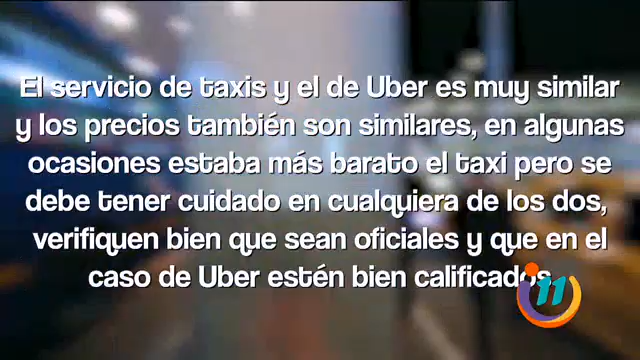 El servicio de taxis y el de Uber es muy similar
y los precios también son similares, en algunas
ocasiones estaba más barato el taxi pero se
debe tener cuidado en cualquiera de los dos,
verifiquen bien que sean oficiales y que en el
caso de Uber estén bien calificados
11